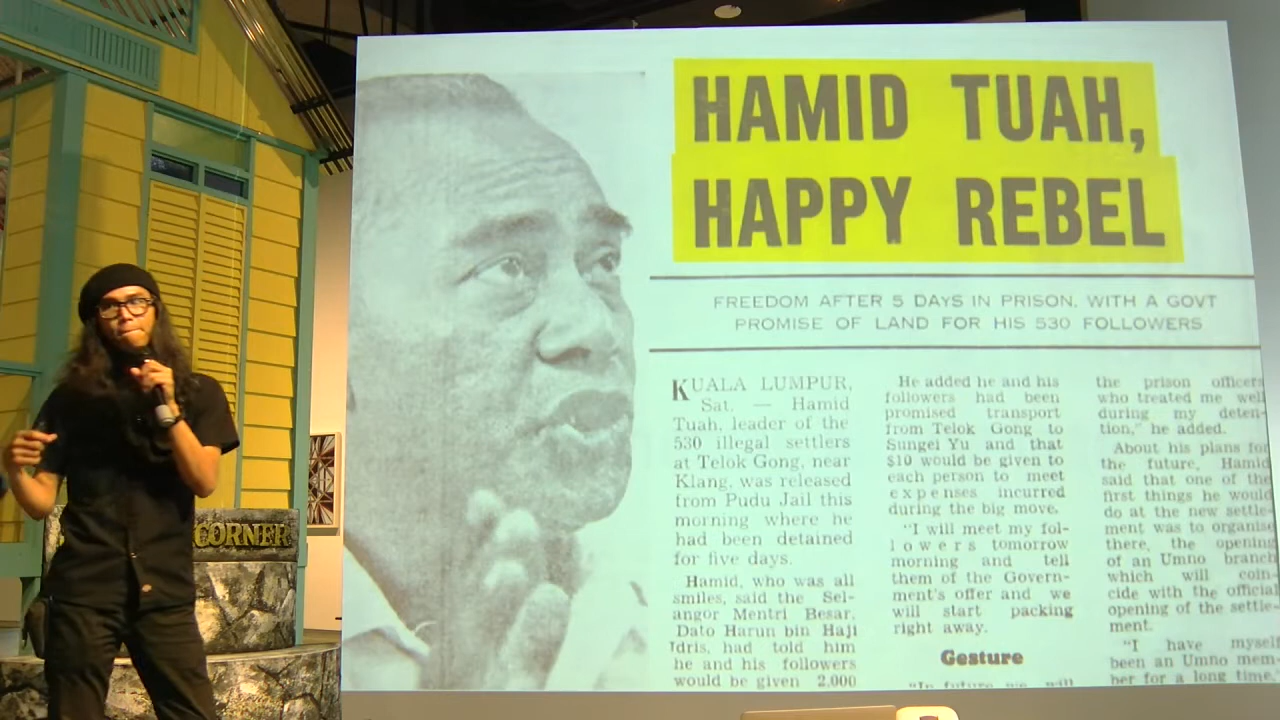 HAMID TUAH,
HAPPY REBEL
FREEDOM AFTER 5 DAYS IN PRISON, WITH A GOVT
PROMISE OF LAND FOR HIS 530 FOLLOWERS
KUALA LUMPUR,
Sat. — Hamid
Tuah, leader of the
530 illegal settlers
at Telok Gong, near
Klang, was released
from Pudu Jail this
morning where he
had been detained
for five days.
Hamid, who was all
smiles, said the Sel-
angor Mentri Besar,
Dato Harun bin Haji
Idris, had told him
he and his followers
would be given 2,000
He added he and his
followers had been
promised transport
from Telok Gong to
Sungei Yu and that
$10 would be given to
each person to meet
expenses incurred
during the big move.
"I will meet my fol-
lowers tomorrow
morning and tell
them of the Govern-
ment's offer and we
will start packing
right away.
Gesture
the prison officers
who treated me well
during my deten-
tion," he added.
About his plans for
the future, Hamid
said that one of the
first things he would
do at the new settle-
ment was to organise
there, the opening
of an Umno branch
which will coin-
cide with the official
opening of the settle-
ment.
"I have myself
been an Umno mem-
ber for a long time,"
CORNER